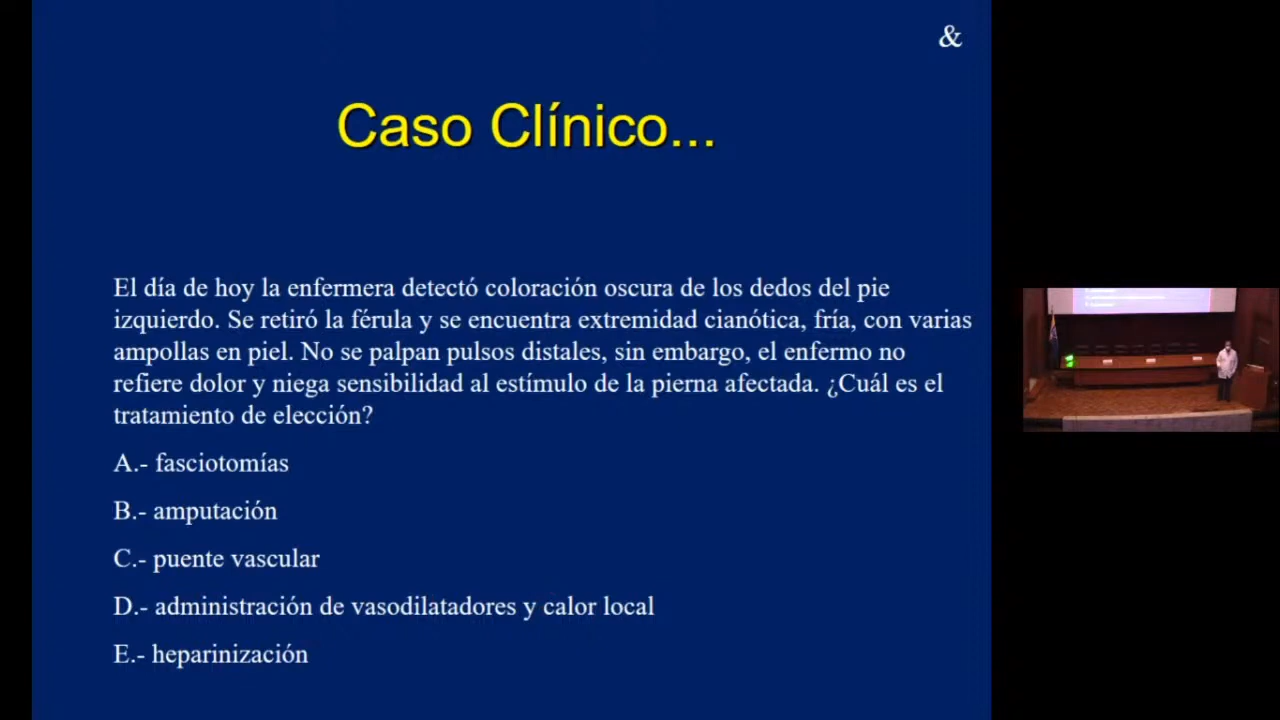 &
Caso Clínico...
El día de hoy la enfermera detectó coloración oscura de los dedos del pie
izquierdo. Se retiró la férula y se encuentra extremidad cianótica, fría, con varias
ampollas en piel. No se palpan pulsos distales, sin embargo, el enfermo no
refiere dolor y niega sensibilidad al estímulo de la pierna afectada. ¿Cuál es el
tratamiento de elección?
A.- fasciotomías
B.- amputación
C.- puente vascular
D.- administración de vasodilatadores y calor local
E.- heparinización